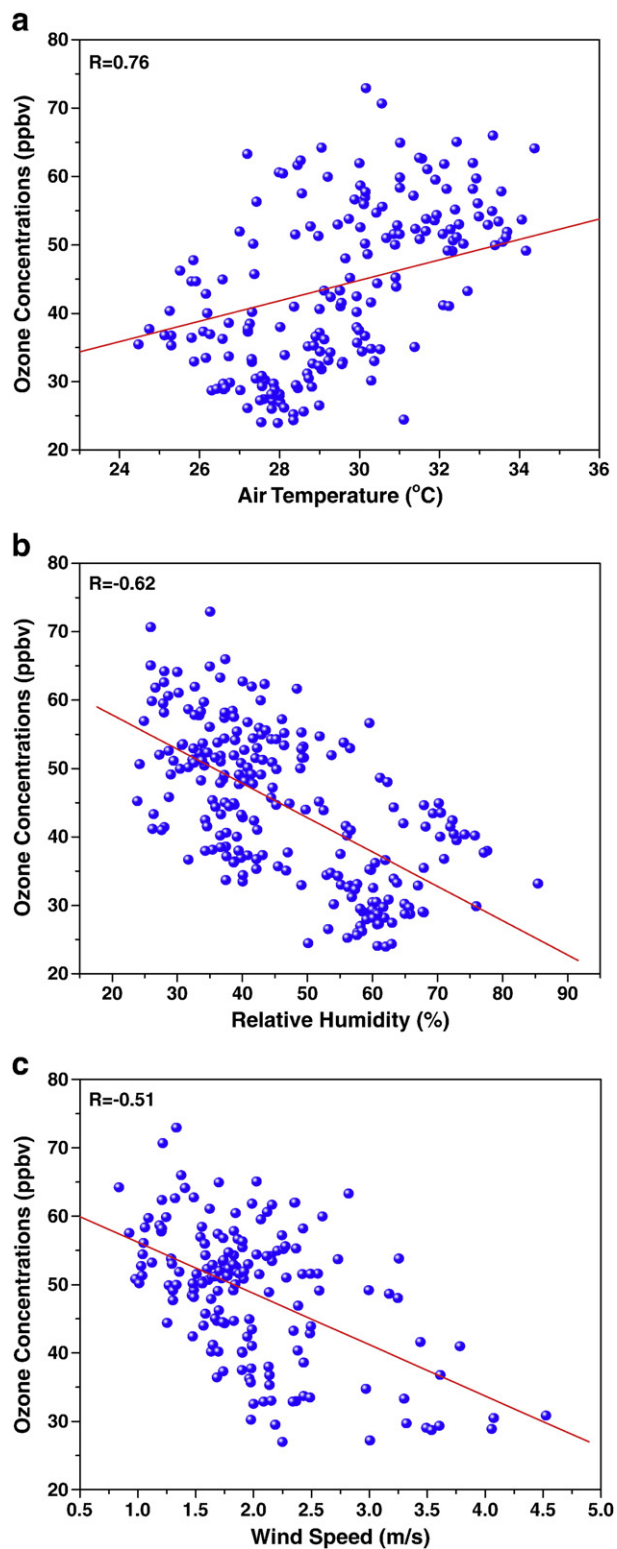 a
R=0.76
Ozone Concentrations (ppbv)
80
70
60
50
40
30
20
24 26 28 30 32 34 36
Air Temperature (°C)
b
R=-0.62
Ozone Concentrations (ppbv)
80
70
60
50
40
30
20
20 30 40 50 60 70 80 90
Relative Humidity (%)
c
R=-0.51
Ozone Concentrations (ppbv)
80
70
60
50
40
30
20
0.5 1.0 1.5 2.0 2.5 3.0 3.5 4.0 4.5 5.0
Wind Speed (m/s)